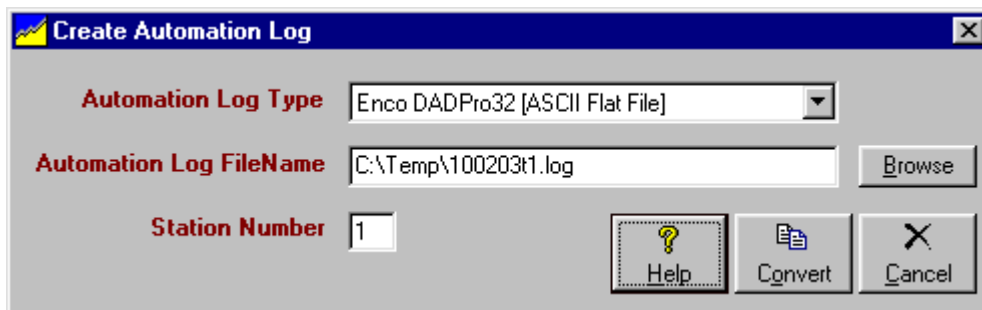 Create Automation Log
Automation Log Type Enco DADPro32 [ASCII Flat File]
Automation Log FileName C:\Temp\100203t1.log Browse
Station Number 1
Help Convert Cancel